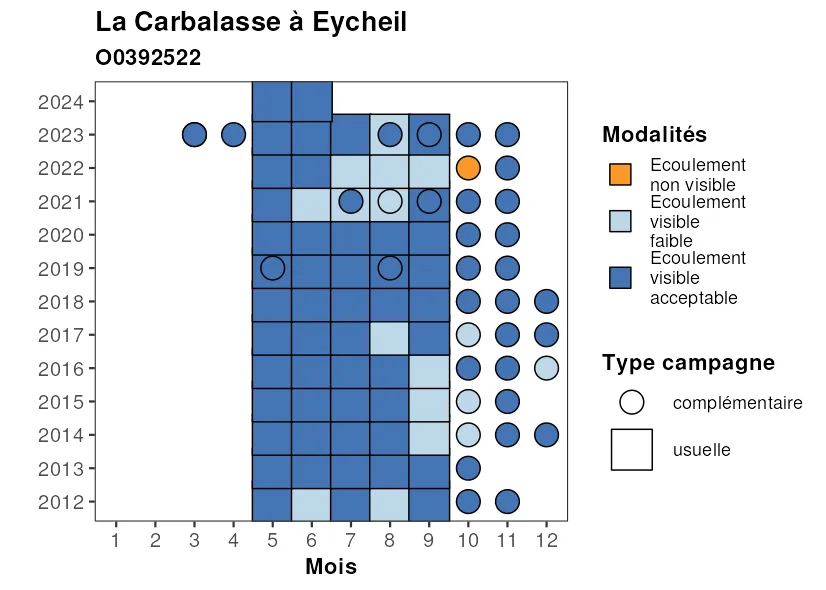 La Carbalasse à Eycheil
O0392522
2024
2023
2022
2021
2020
2019
2018
2017
2016
2015
2014
2013
2012
1 2 3 4 5 6 7 8 9 10 11 12
Mois
Modalités
Ecoulement
non visible
Ecoulement
visible
faible
Ecoulement
visible
acceptable
Type campagne
complémentaire
usuelle